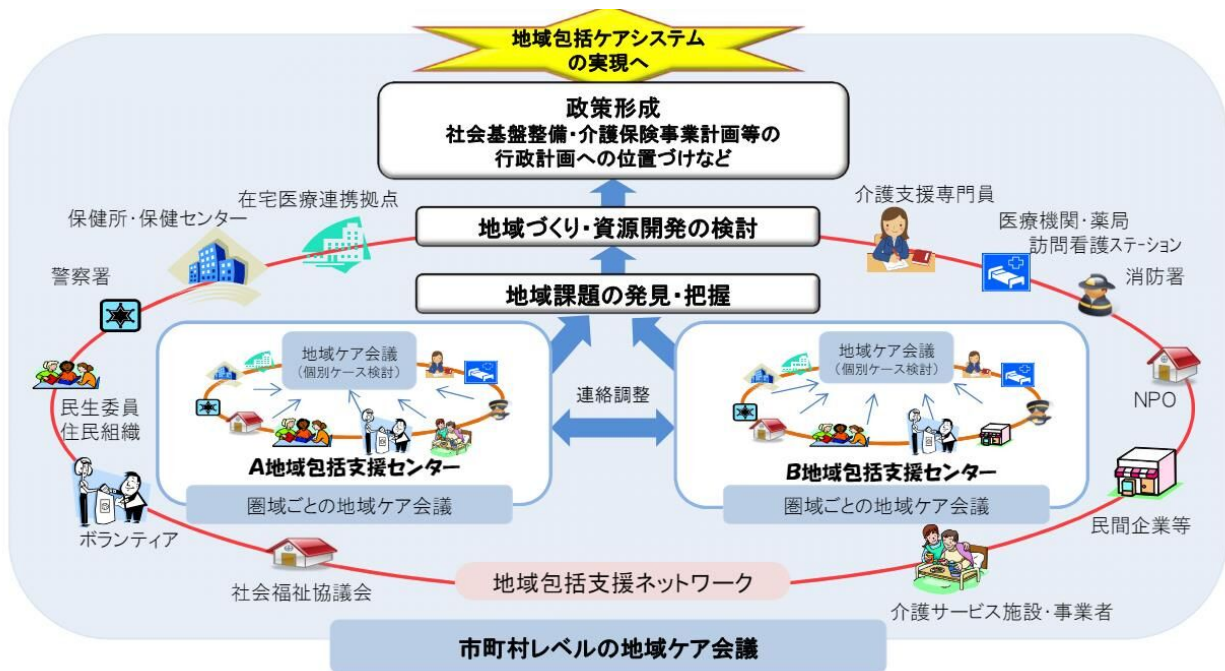 地域包括ケアシステム
の実現へ
政策形成
社会基盤整備・介護保険事業計画等の
行政計画への位置づけなど
在宅医療連携拠点
保健所・保健センター
地域づくり・資源開発の検討
介護支援専門員
医療機関・薬局
訪問看護ステーション
警察署
消防署
地域課題の発見・把握
地域ケア会議
（個別ケース検討）
地域ケア会議
（個別ケース検討）
連絡調整
民生委員
住民組織
NPO
A地域包括支援センター
B地域包括支援センター
圏域ごとの地域ケア会議
圏域ごとの地域ケア会議
ボランティア
民間企業等
社会福祉協議会
地域包括支援ネットワーク
介護サービス施設・事業者
市町村レベルの地域ケア会議